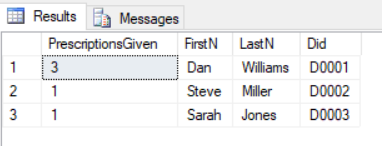 Results Messages
PrescriptionsGiven FirstN LastN Did
1 3 Dan Williams D0001
2 1 Steve Miller D0002
3 1 Sarah Jones D0003